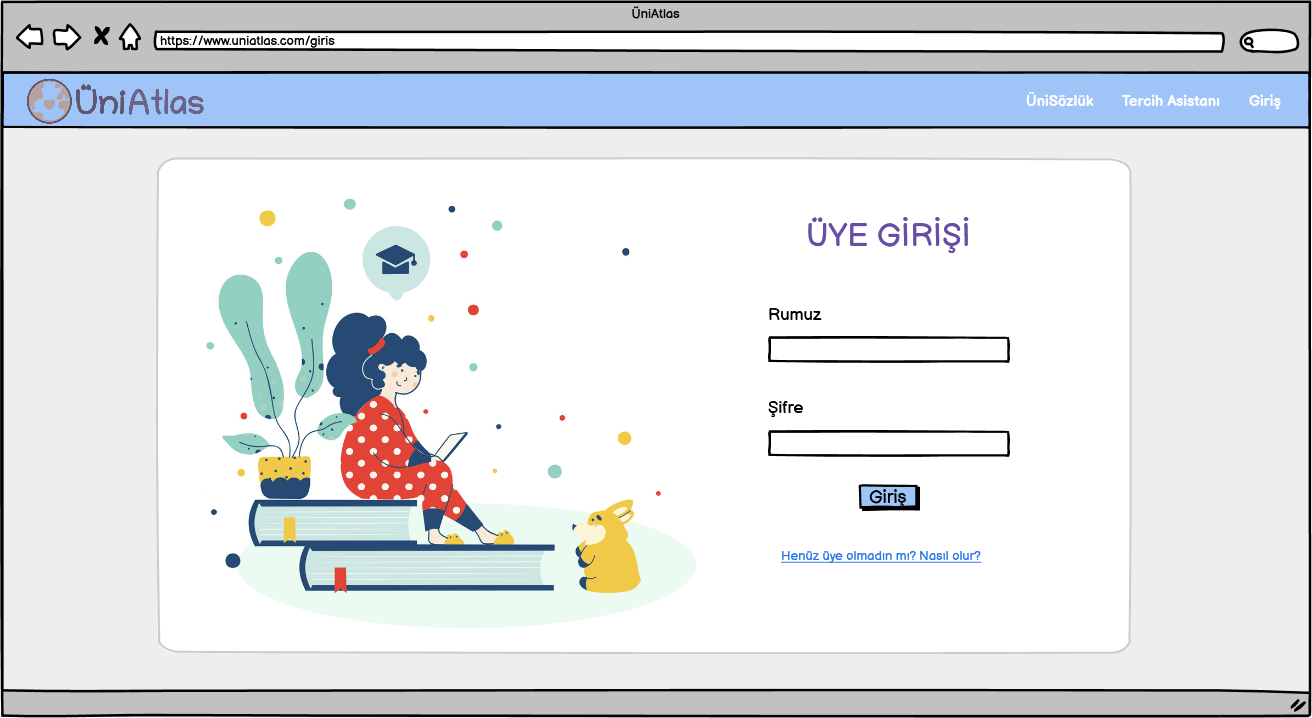 ÜniAtlas
https://www.uniatlas.com/giris
ÜniAtlas
ÜniSözlük
Tercih Asistanı
Giriş
ÜYE GİRİŞİ
Rumuz
Şifre
Giriş
Henüz üye olmadın mı? Nasıl olur?